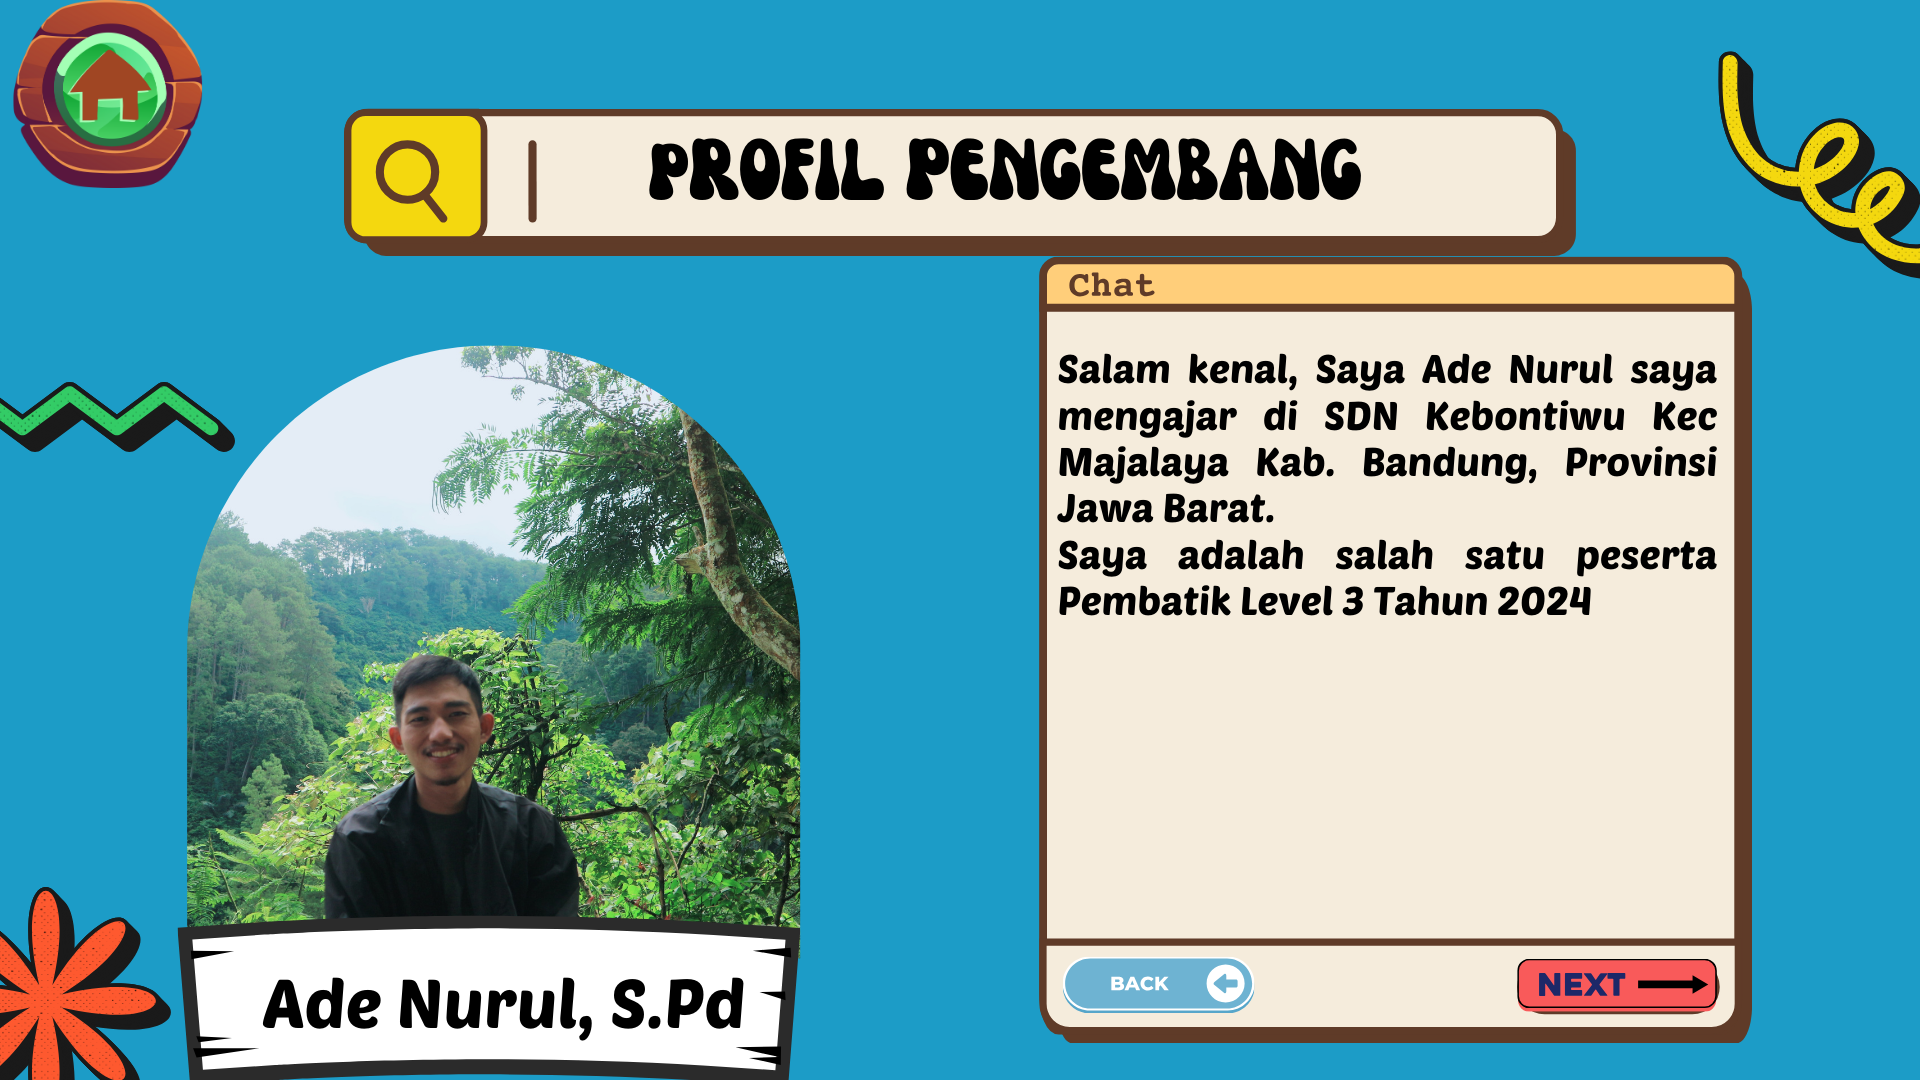 PROFIL PENGEMBANG
Chat
Salam kenal, Saya Ade Nurul saya
mengajar di SDN Kebontiwu Kec
Majalaya Kab. Bandung, Provinsi
Jawa Barat.
Saya adalah salah satu peserta
Pembatik Level 3 Tahun 2024
BACK
NEXT
Ade Nurul, S.Pd